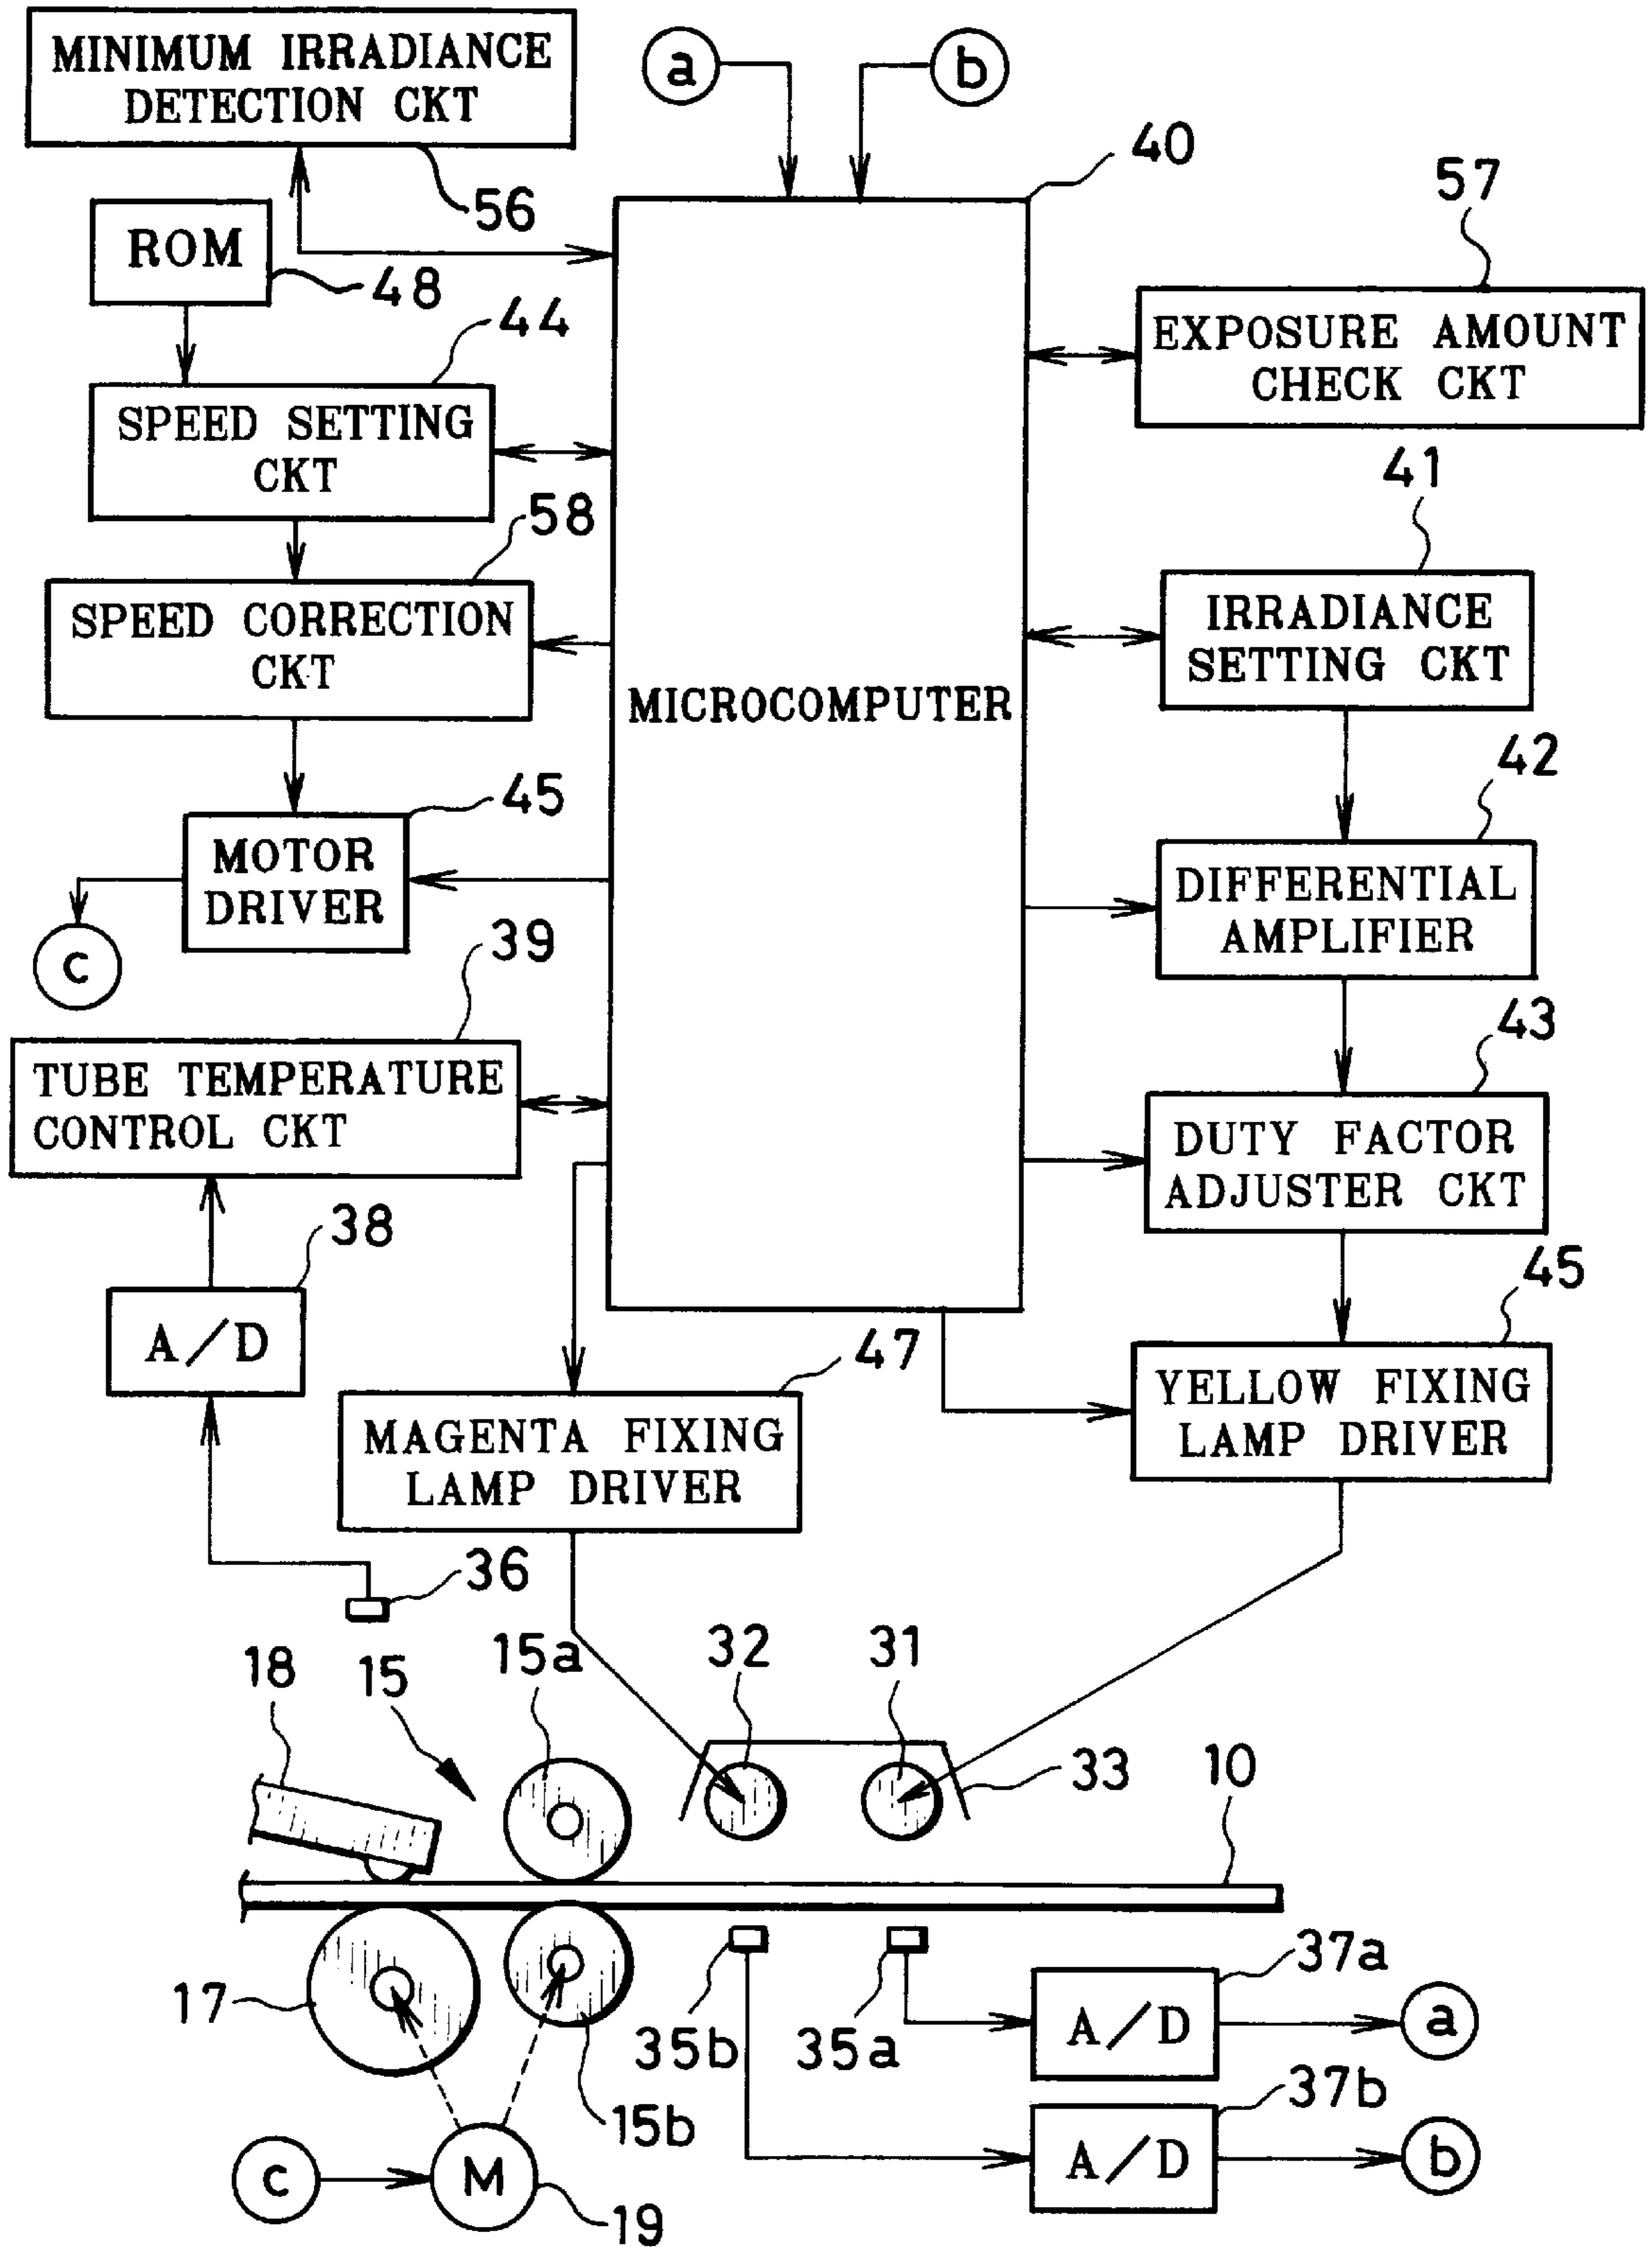 MINIMUM IRRADIANCE
DETECTION CKT
56
a
b
40
ROM
48
57
EXPOSURE AMOUNT
CHECK CKT
44
SPEED SETTING
CKT
58
41
SPEED CORRECTION
CKT
IRRADIANCE
SETTING CKT
MICROCOMPUTER
45
MOTOR
DRIVER
c
42
DIFFERENTIAL
AMPLIFIER
39
TUBE TEMPERATURE
CONTROL CKT
43
DUTY FACTOR
ADJUSTER CKT
38
A/D
45
YELLOW FIXING
LAMP DRIVER
47
MAGENTA FIXING
LAMP DRIVER
36
18
15
15a
32
31
33
10
17
35b
35a
37a
A/D
a
15b
37b
A/D
b
c
M
19